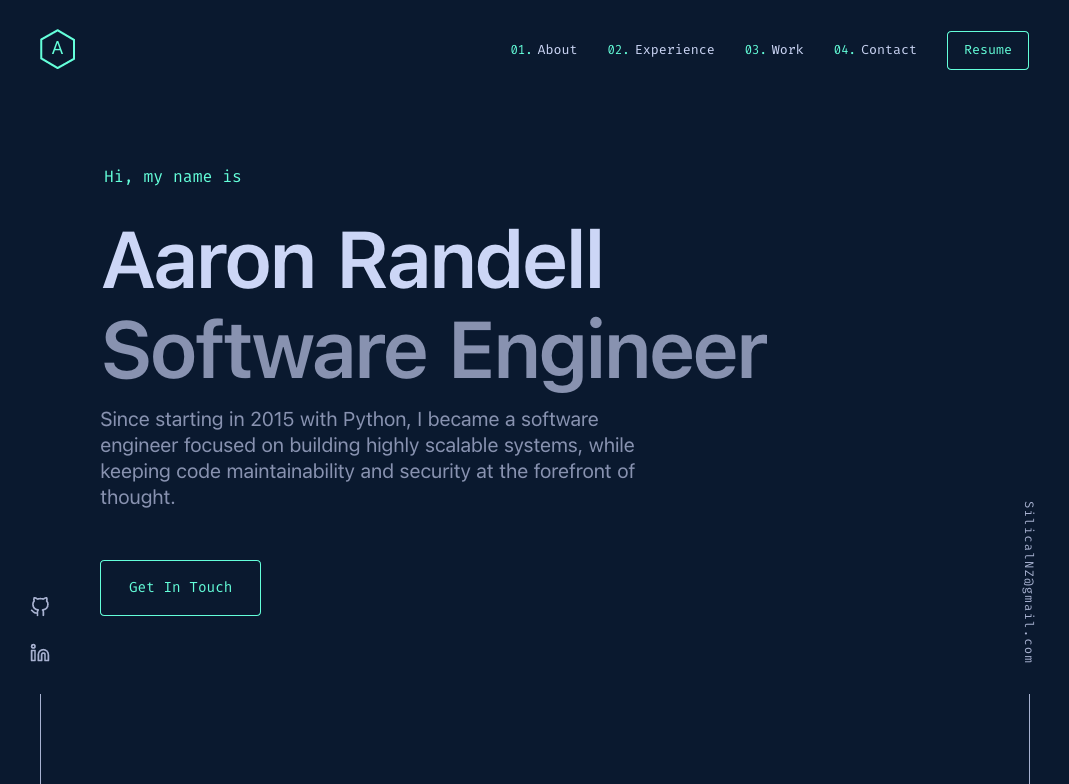 A
01. About 02. Experience 03. Work 04. Contact Resume
Hi, my name is
Aaron Randell
Software Engineer
Since starting in 2015 with Python, I became a software
engineer focused on building highly scalable systems, while
keeping code maintainability and security at the forefront of
thought.
Get In Touch
in
SilicalNZ@gmail.com